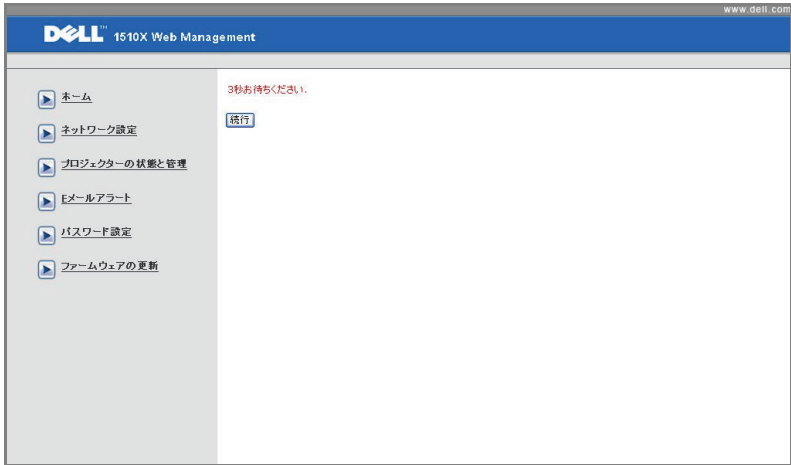 www.dell.com
DELL™ 1510X Web Management
ホーム
ネットワーク設定
プロジェクターの状態と管理
Eメールアラート
パスワード設定
ファームウェアの更新
3秒お待ちください.
続行